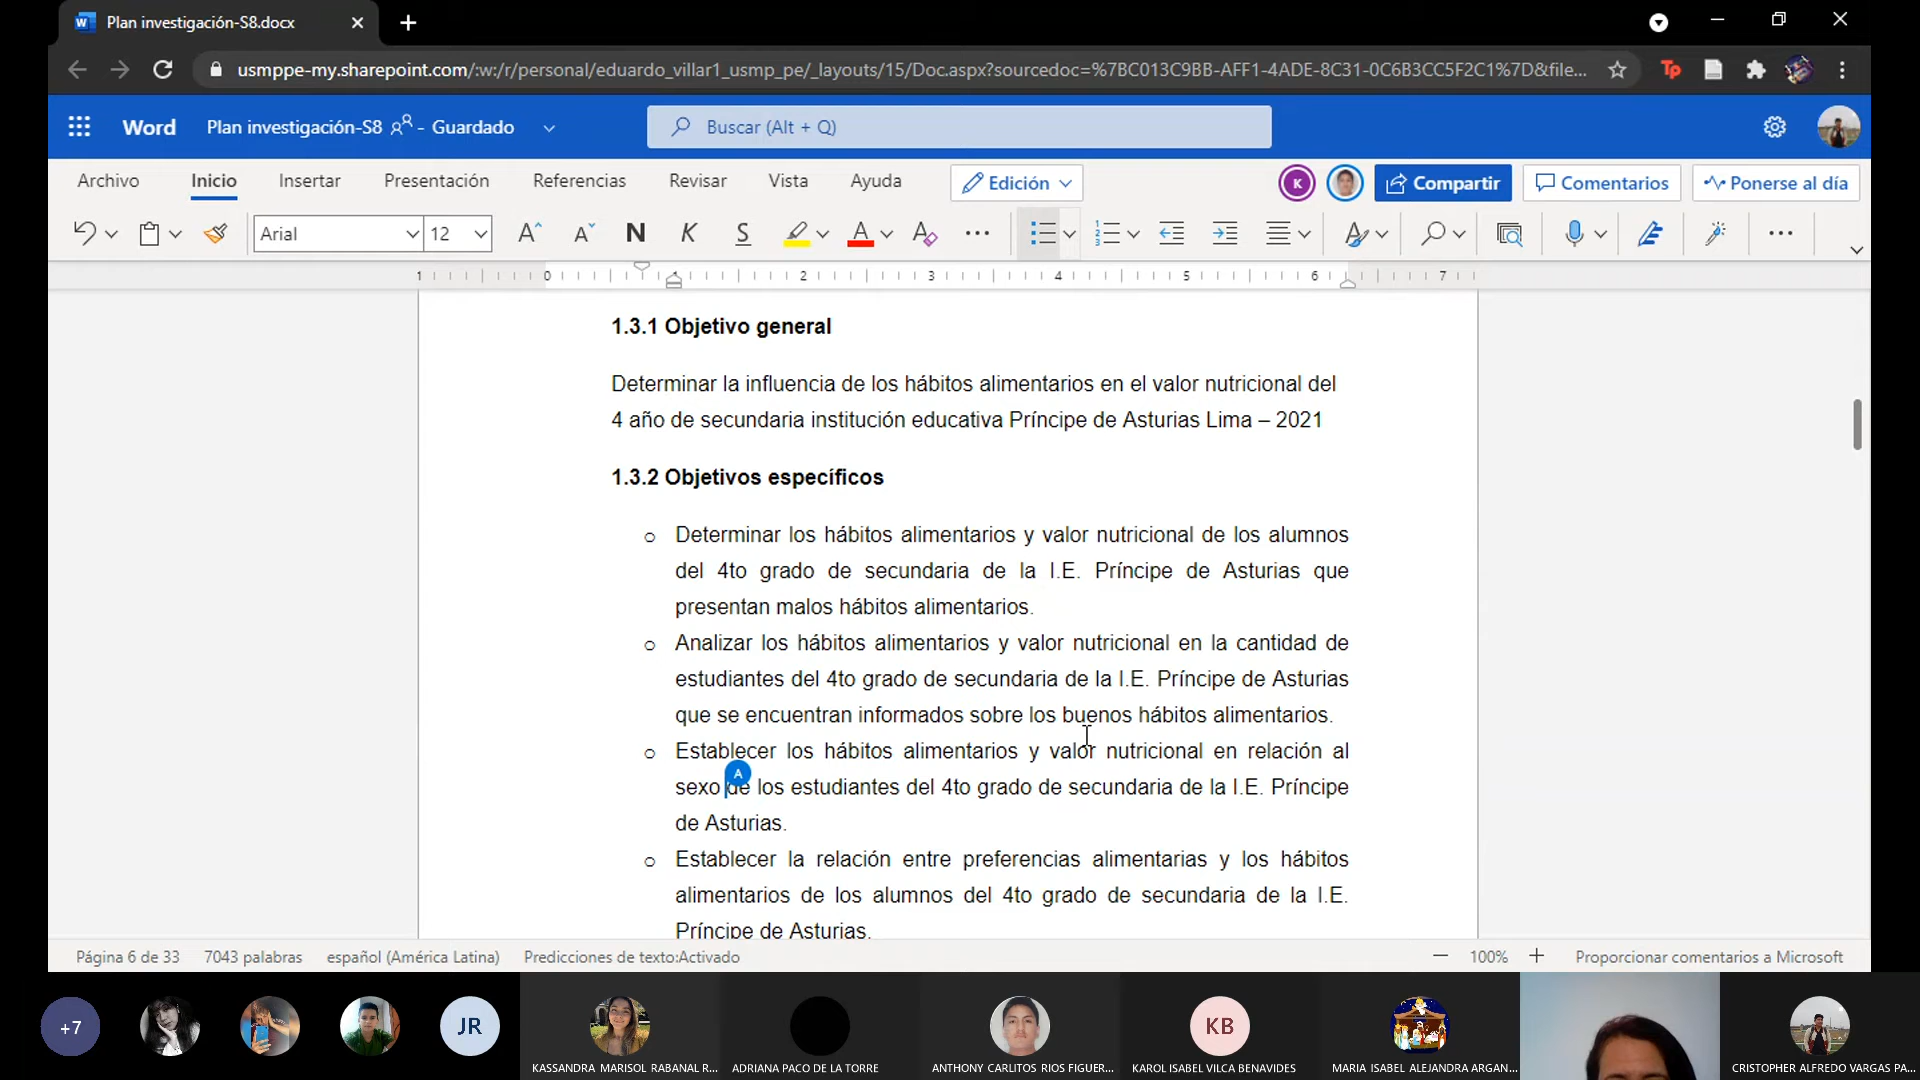 Plan investigación-S8.docx
usmppe-my.sharepoint.com/:w:/r/personal/eduardo_villar1_usmp_pe/_layouts/15/Doc.aspx?sourcedoc=%7BC013C9BB-AFF1-4ADE-8C31-0C6B3CC5F2C1%7D&file...
Word Plan investigación-S8 - Guardado Buscar (Alt + Q)
Archivo Inicio Insertar Presentación Referencias Revisar Vista Ayuda Edición K Compartir Comentarios Ponerse al día
Arial 12 N K S
1 0 1 2 3 4 5 6 7
1.3.1 Objetivo general
Determinar la influencia de los hábitos alimentarios en el valor nutricional del
4 año de secundaria institución educativa Príncipe de Asturias Lima – 2021
1.3.2 Objetivos específicos
o Determinar los hábitos alimentarios y valor nutricional de los alumnos
del 4to grado de secundaria de la I.E. Príncipe de Asturias que
presentan malos hábitos alimentarios.
o Analizar los hábitos alimentarios y valor nutricional en la cantidad de
estudiantes del 4to grado de secundaria de la I.E. Príncipe de Asturias
que se encuentran informados sobre los buenos hábitos alimentarios.
o Establecer los hábitos alimentarios y valor nutricional en relación al
A
sexo de los estudiantes del 4to grado de secundaria de la I.E. Príncipe
de Asturias.
o Establecer la relación entre preferencias alimentarias y los hábitos
alimentarios de los alumnos del 4to grado de secundaria de la I.E.
Príncipe de Asturias.
Página 6 de 33 7043 palabras español (América Latina) Predicciones de texto:Activado 100% Proporcionar comentarios a Microsoft
+7 JR KB
KASSANDRA MARISOL RABANAL R... ADRIANA PACO DE LA TORRE ANTHONY CARLITOS RIOS FIGUER... KAROL ISABEL VILCA BENAVIDES MARIA ISABEL ALEJANDRA ARGAN... CRISTOPHER ALFREDO VARGAS PA...